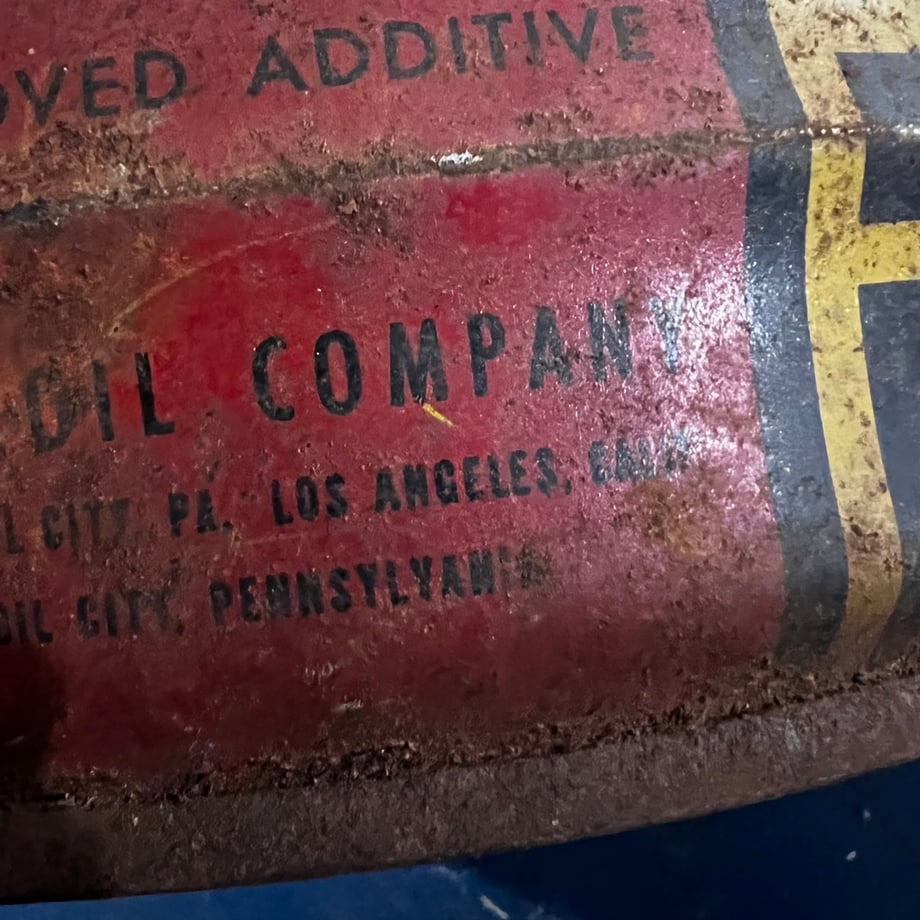 OVED ADDITIVE
OIL COMPANY
L CITY, PA. LOS ANGELES, CALIF.
OIL CITY, PENNSYLVANIA